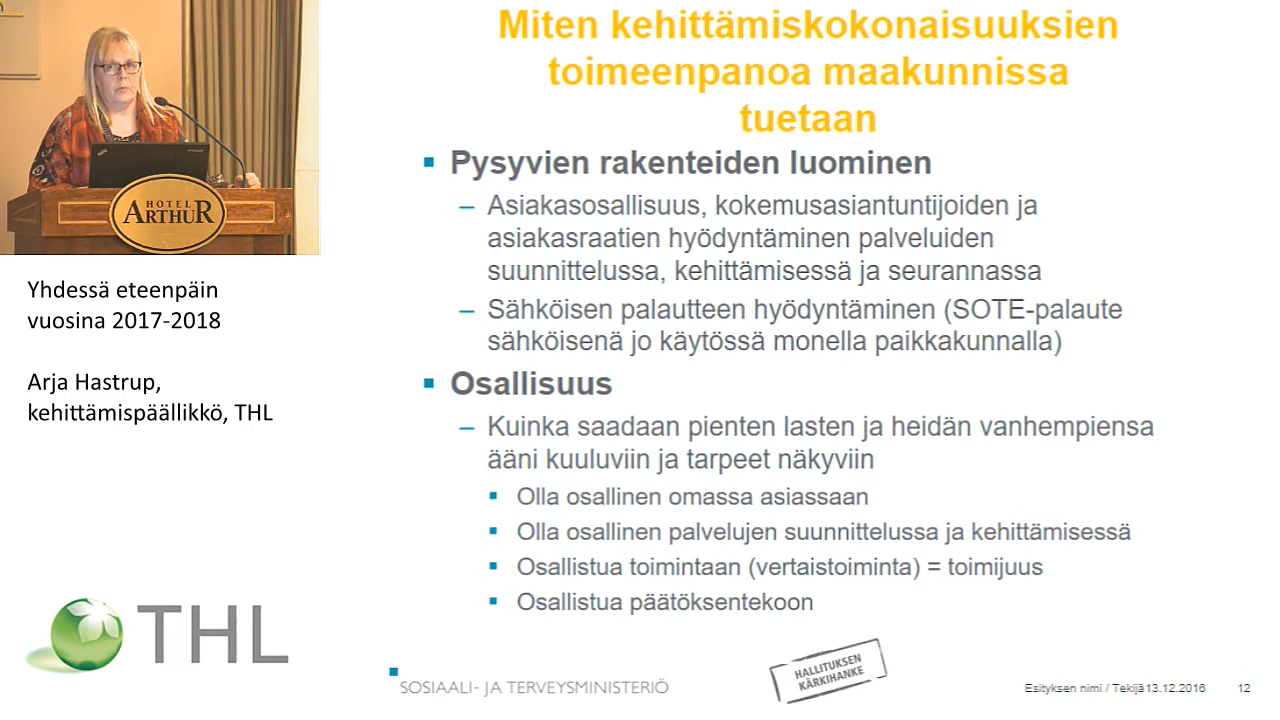 Miten kehittämiskokonaisuuksien
toimeenpanoa maakunnissa
tuetaan
Pysyvien rakenteiden luominen
– Asiakasosallisuus, kokemusasiantuntijoiden ja
asiakasraatien hyödyntäminen palveluiden
suunnittelussa, kehittämisessä ja seurannassa
– Sähköisen palautteen hyödyntäminen (SOTE-palaute
sähköisenä jo käytössä monella paikkakunnalla)
Osallisuus
– Kuinka saadaan pienten lasten ja heidän vanhempiensa
ääni kuuluviin ja tarpeet näkyviin
Olla osallinen omassa asiassaan
Olla osallinen palvelujen suunnittelussa ja kehittämisessä
Osallistua toimintaan (vertaistoiminta) = toimijuus
Osallistua päätöksentekoon
HOTEL
ARTHUR
Yhdessä eteenpäin
vuosina 2017-2018
Arja Hastrup,
kehittämispäällikkö, THL
THL
SOSIAALI- JA TERVEYSMINISTERIÖ
HALLITUKSEN
KÄRKIHANKE
Esityksen nimi / Tekijä 13.12.2016 12